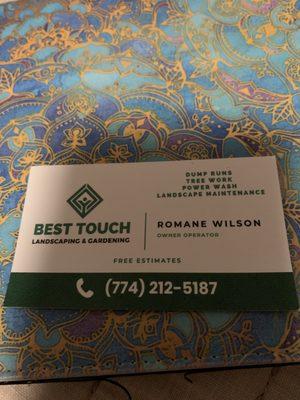 DUMP RUNS
TREE WORK
POWER WASH
LANDSCAPE MAINTENANCE
BEST TOUCH
LANDSCAPING & GARDENING
ROMANE WILSON
OWNER OPERATOR
FREE ESTIMATES
(774) 212-5187